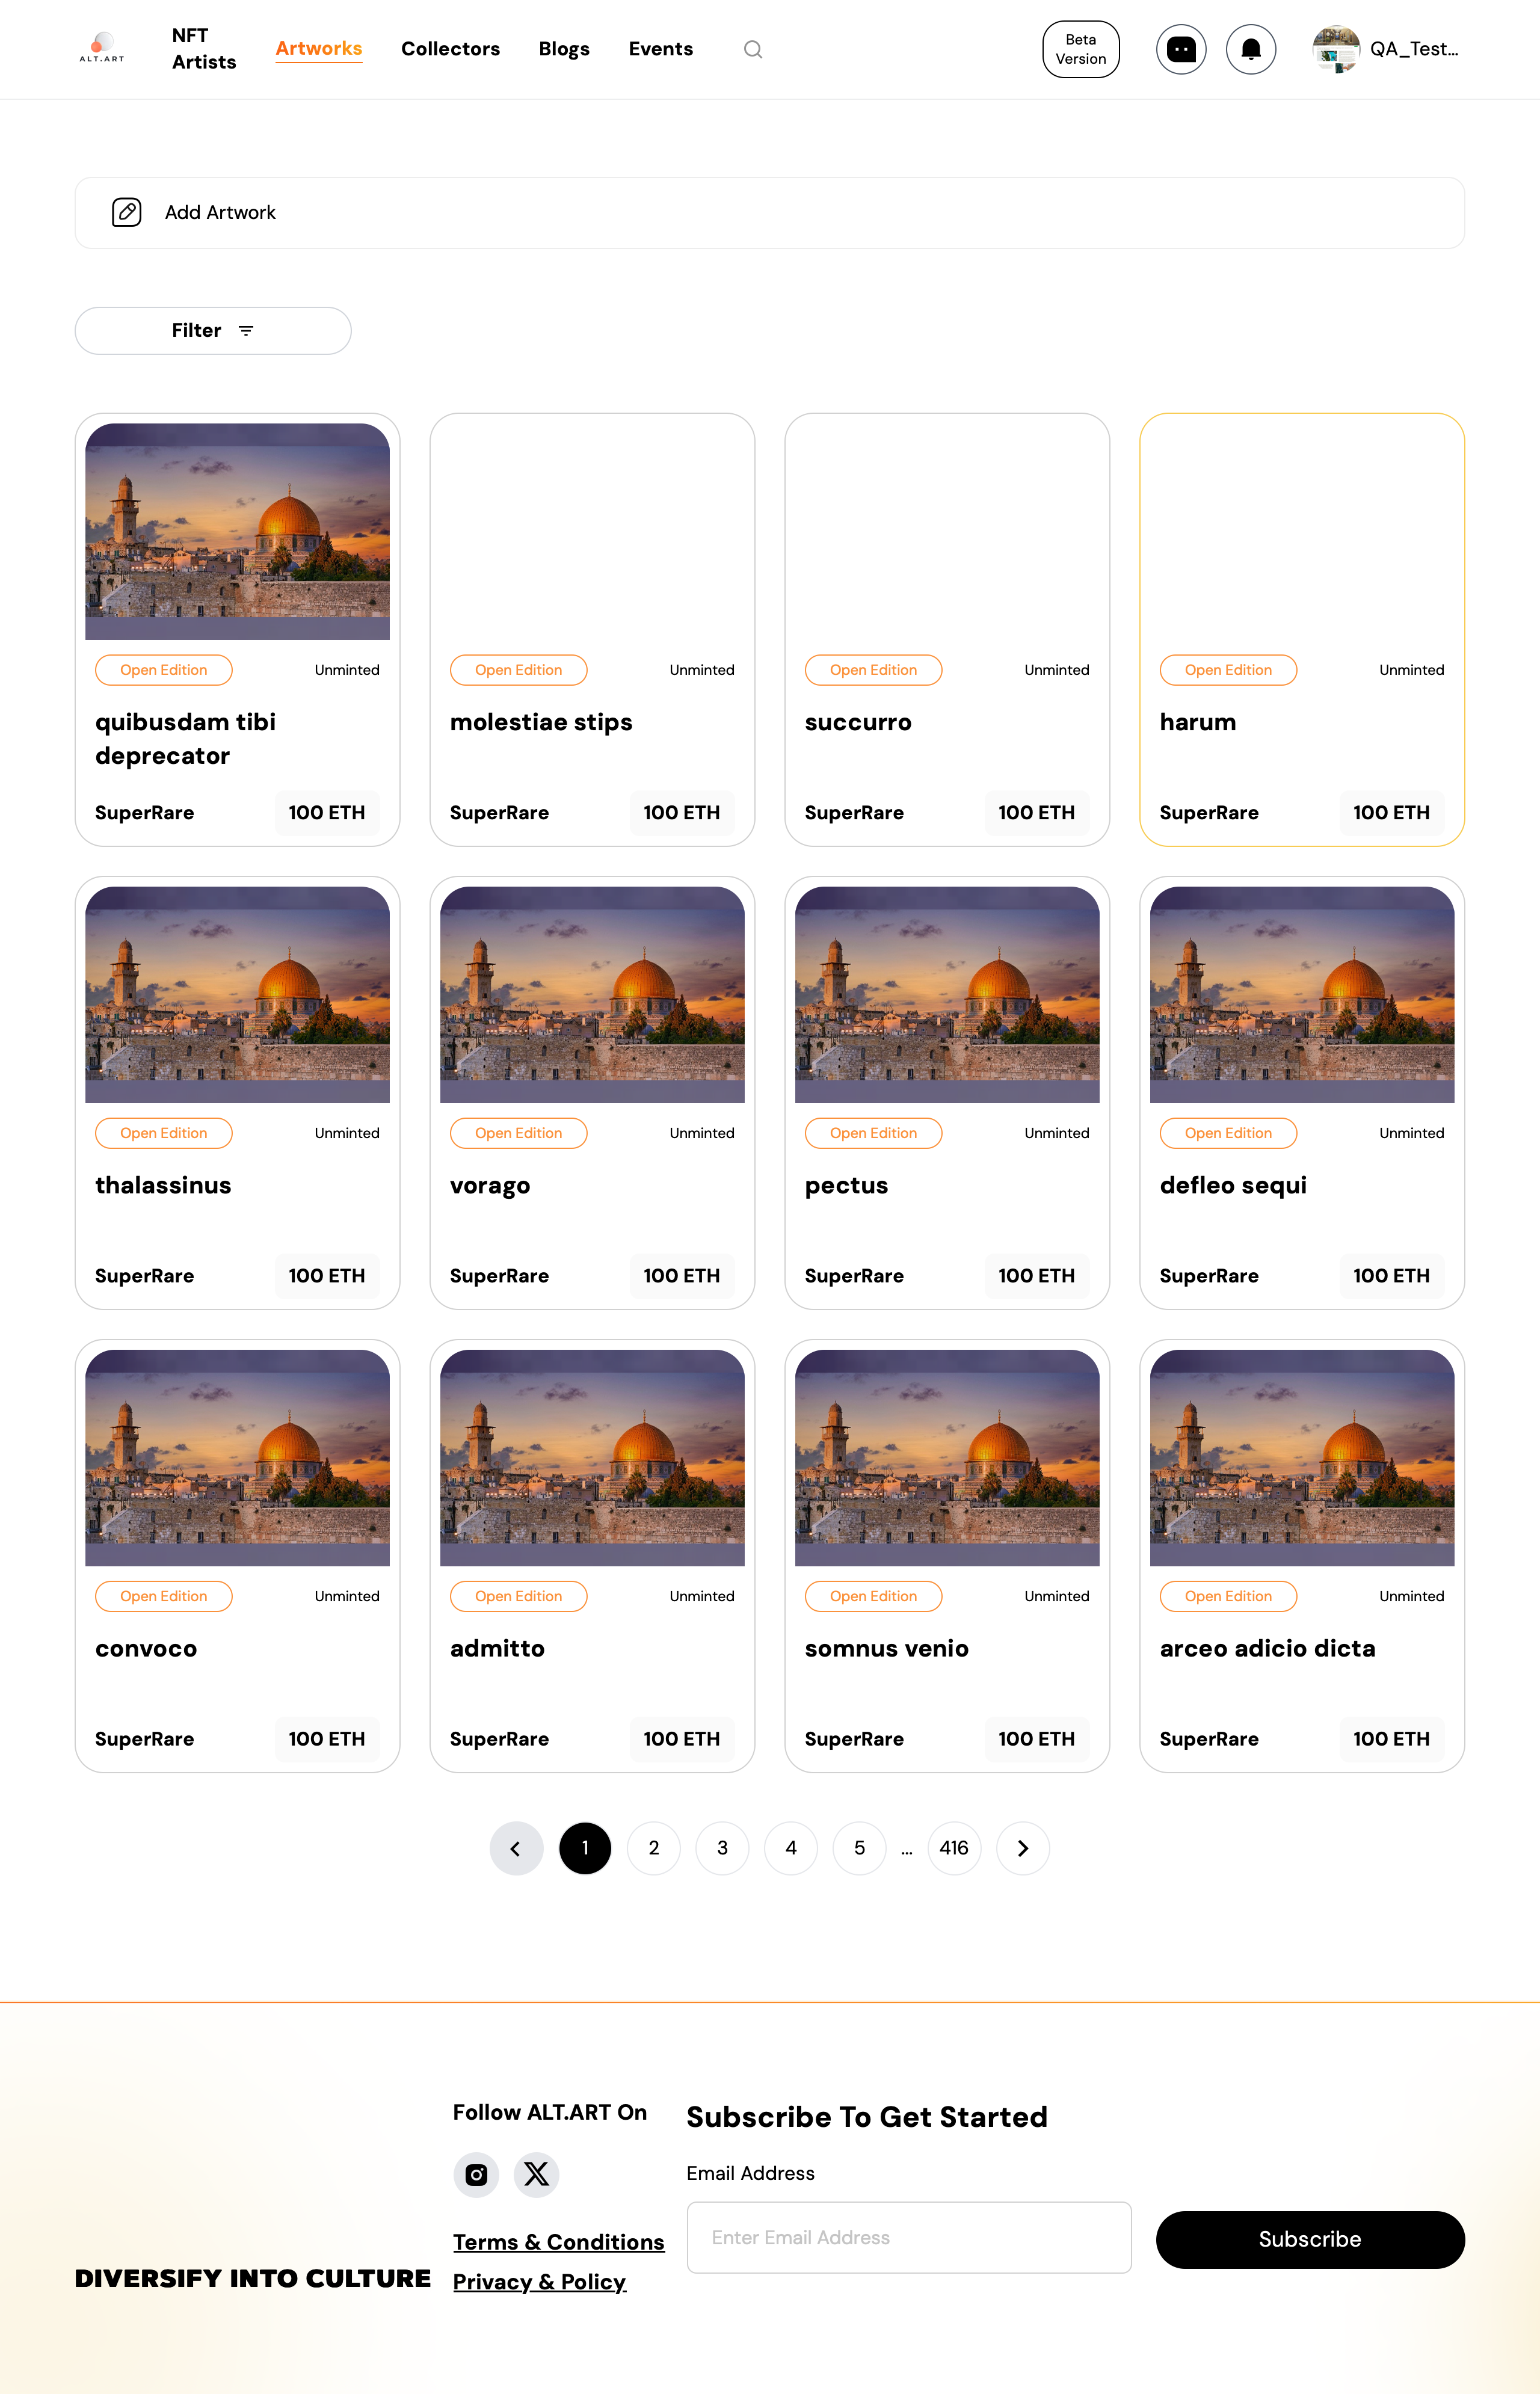 ALT.ART
NFT
Artists
Artworks
Collectors
Blogs
Events
Beta
Version
QA_Test...
Add Artwork
Filter
Open Edition
Unminted
quibusdam tibi
deprecator
SuperRare
100 ETH
Open Edition
Unminted
molestiae stips
SuperRare
100 ETH
Open Edition
Unminted
succurro
SuperRare
100 ETH
Open Edition
Unminted
harum
SuperRare
100 ETH
Open Edition
Unminted
thalassinus
SuperRare
100 ETH
Open Edition
Unminted
vorago
SuperRare
100 ETH
Open Edition
Unminted
pectus
SuperRare
100 ETH
Open Edition
Unminted
defleo sequi
SuperRare
100 ETH
Open Edition
Unminted
convoco
SuperRare
100 ETH
Open Edition
Unminted
admitto
SuperRare
100 ETH
Open Edition
Unminted
somnus venio
SuperRare
100 ETH
Open Edition
Unminted
arceo adicio dicta
SuperRare
100 ETH
1 2 3 4 5 ... 416
DIVERSIFY INTO CULTURE
Follow ALT.ART On
Terms & Conditions
Privacy & Policy
Subscribe To Get Started
Email Address
Enter Email Address
Subscribe